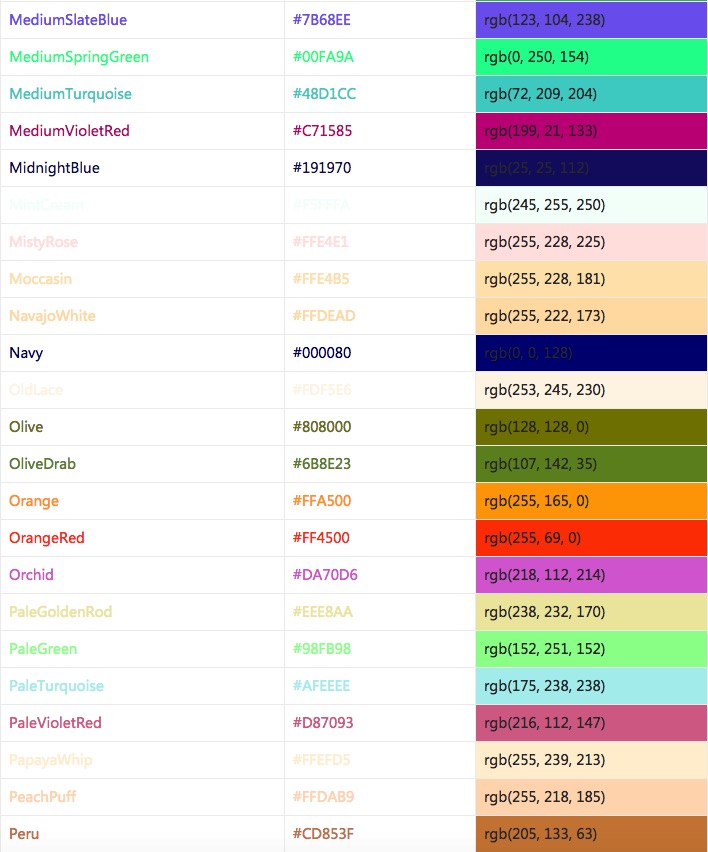 MediumSlateBlue #7B68EE rgb(123, 104, 238)
MediumSpringGreen #00FA9A rgb(0, 250, 154)
MediumTurquoise #48D1CC rgb(72, 209, 204)
MediumVioletRed #C71585 rgb(199, 21, 133)
MidnightBlue #191970 rgb(25, 25, 112)
rgb(245, 255, 250)
MistyRose #FFE4E1 rgb(255, 228, 225)
Moccasin #FFE4B5 rgb(255, 228, 181)
NavajoWhite #FFDEAD rgb(255, 222, 173)
Navy #000080 rgb(0, 0, 128)
OldLace #FDF5E6 rgb(253, 245, 230)
Olive #808000 rgb(128, 128, 0)
OliveDrab #6B8E23 rgb(107, 142, 35)
Orange #FFA500 rgb(255, 165, 0)
OrangeRed #FF4500 rgb(255, 69, 0)
Orchid #DA70D6 rgb(218, 112, 214)
PaleGoldenRod #EEE8AA rgb(238, 232, 170)
PaleGreen #98FB98 rgb(152, 251, 152)
PaleTurquoise #AFEEEE rgb(175, 238, 238)
PaleVioletRed #D87093 rgb(216, 112, 147)
PapayaWhip #FFEFD5 rgb(255, 239, 213)
PeachPuff #FFDAB9 rgb(255, 218, 185)
Peru #CD853F rgb(205, 133, 63)